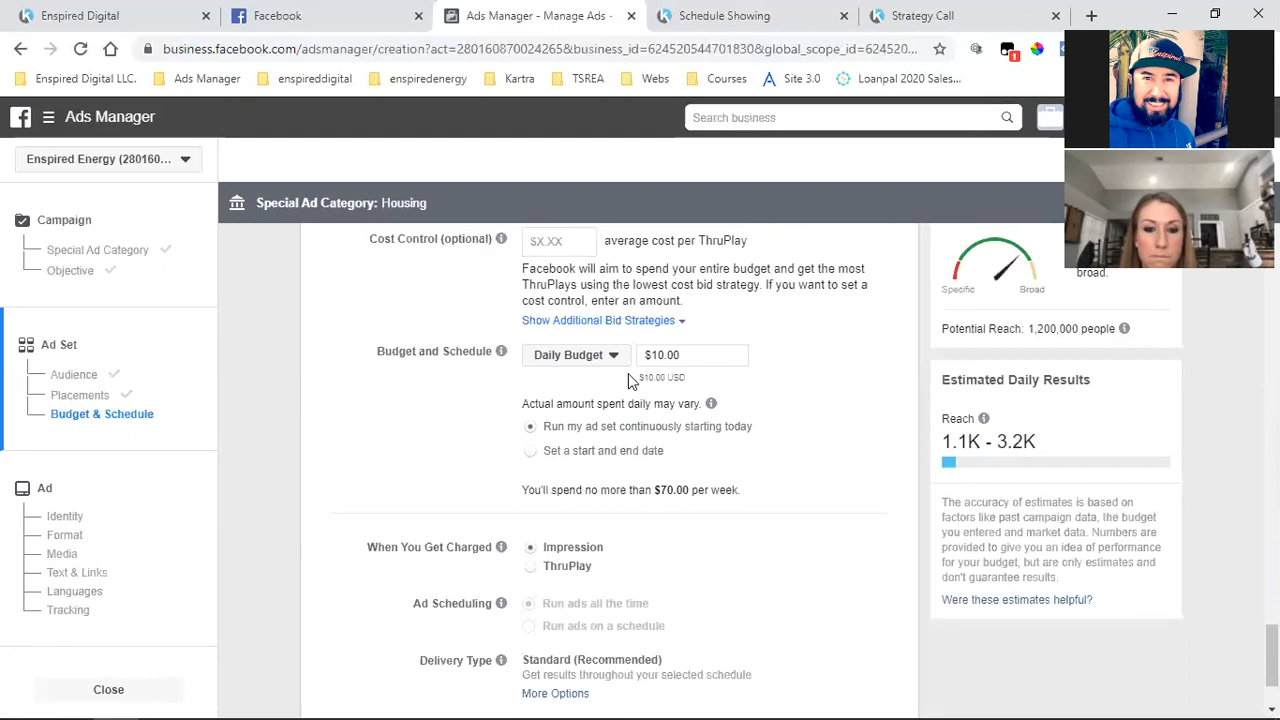 Enspired Digital
Facebook
Ads Manager - Manage Ads -
Schedule Showing
Strategy Call
business.facebook.com/adsmanager/creation?act=280160870024265&business_id=624520544701830&global_scope_id=62452...
1
Enspired Digital LLC.
Ads Manager
enspireddigital
enspiredenergy
Kartra
TSREA
Webs
Courses
Site 3.0
Lonnpal 2020 Sales...
Ads Manager
Search business
Enspired Energy (280160...
Special Ad Category: Housing
Campaign
Special Ad Category
Objective
Ad Set
Audience
Placements
Budget & Schedule
Ad
Identity
Format
Media
Text & Links
Languages
Tracking
Close
Cost Control (optional)
$X.XX
average cost per ThruPlay
Facebook will aim to spend your entire budget and get the most
ThruPlays using the lowest cost bid strategy. If you want to set a
cost control, enter an amount.
Show Additional Bid Strategies
Budget and Schedule
Daily Budget
$10.00
$10.00 USD
Actual amount spent daily may vary.
Run my ad set continuously starting today
Set a start and end date
You'll spend no more than $70.00 per week.
When You Get Charged
Impression
ThruPlay
Ad Scheduling
Run ads all the time
Run ads on a schedule
Delivery Type
Standard (Recommended)
Get results throughout your selected schedule
More Options
broad.
Specific
Broad
Potential Reach: 1,200,000 people
Estimated Daily Results
Reach
1.1K - 3.2K
The accuracy of estimates is based on
factors like past campaign data, the budget
you entered and market data. Numbers are
provided to give you an idea of performance
for your budget, but are only estimates and
don't guarantee results.
Were these estimates helpful?